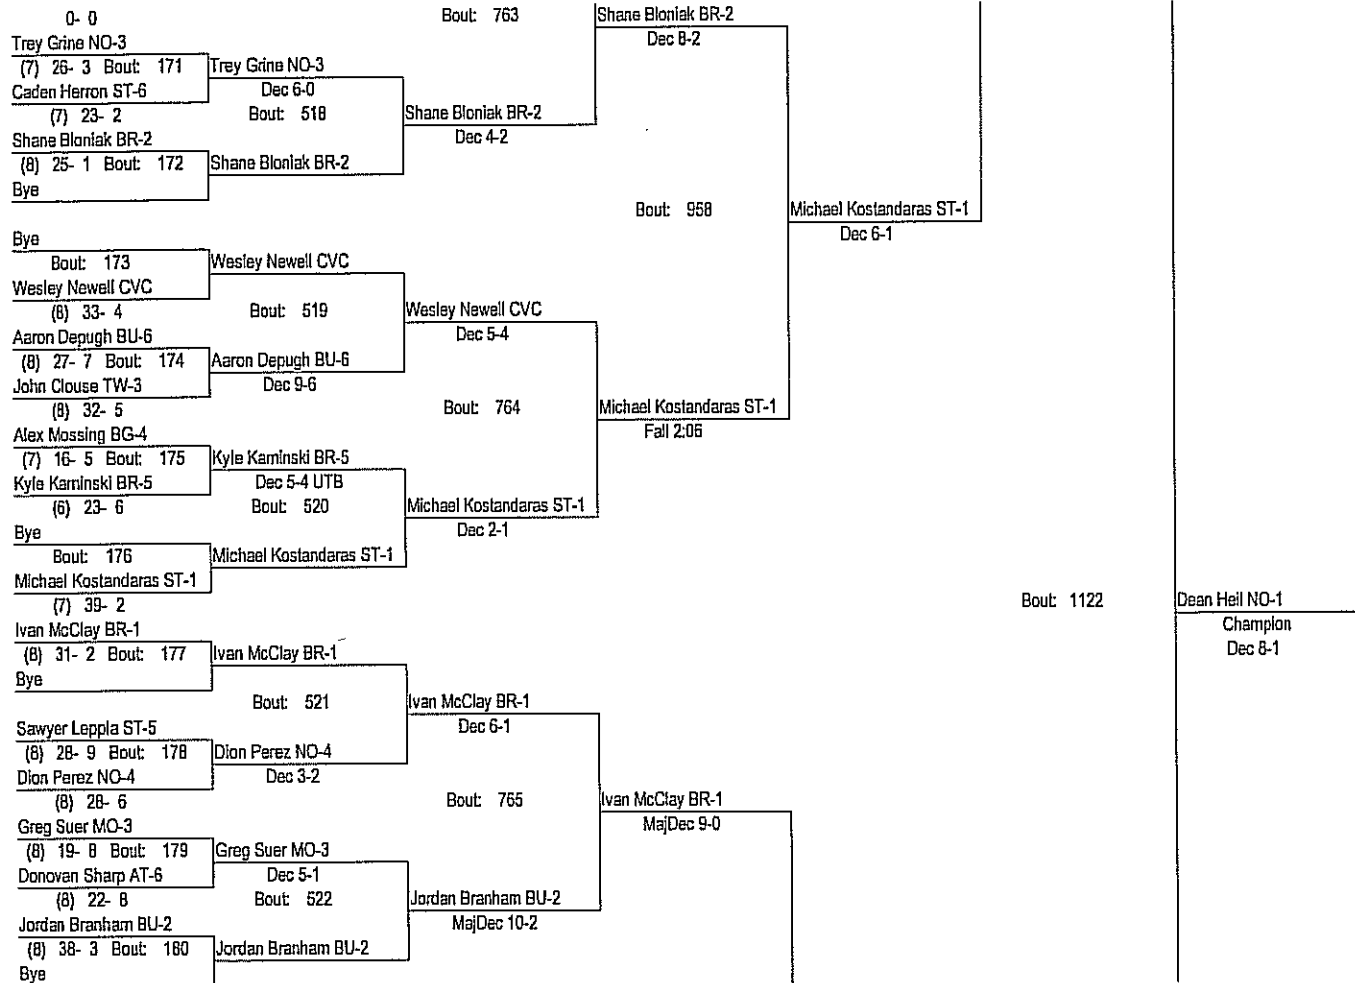 0- 0
Bout: 763
Shane Bloniak BR-2
Dec 8-2
Trey Grine NO-3
(7) 26- 3 Bout: 171
Trey Grine NO-3
Caden Herron ST-6
Dec 6-0
(7) 23- 2
Bout: 518
Shane Bloniak BR-2
Dec 4-2
Shane Bloniak BR-2
(8) 25- 1 Bout: 172
Shane Bloniak BR-2
Bye
Bout: 958
Michael Kostandaras ST-1
Dec 6-1
Bye
Bout: 173
Wesley Newell CVC
Wesley Newell CVC
(8) 33- 4
Bout: 519
Wesley Newell CVC
Dec 5-4
Aaron Depugh BU-6
(8) 27- 7 Bout: 174
Aaron Depugh BU-6
John Clouse TW-3
Dec 9-6
(8) 32- 5
Bout: 764
Michael Kostandaras ST-1
Fall 2:06
Alex Mossing BG-4
(7) 16- 5 Bout: 175
Kyle Kaminski BR-5
Kyle Kaminski BR-5
Dec 5-4 UTB
(6) 23- 6
Bout: 520
Michael Kostandaras ST-1
Dec 2-1
Bye
Bout: 176
Michael Kostandaras ST-1
Michael Kostandaras ST-1
(7) 39- 2
Bout: 1122
Dean Heil NO-1
Champion
Dec 8-1
Ivan McClay BR-1
(8) 31- 2 Bout: 177
Ivan McClay BR-1
Bye
Bout: 521
Ivan McClay BR-1
Dec 6-1
Sawyer Leppla ST-5
(8) 28- 9 Bout: 178
Dion Perez NO-4
Dion Perez NO-4
Dec 3-2
(8) 28- 6
Bout: 765
Ivan McClay BR-1
MajDec 9-0
Greg Suer MO-3
(8) 19- 8 Bout: 179
Greg Suer MO-3
Donovan Sharp AT-6
Dec 5-1
(8) 22- 8
Bout: 522
Jordan Branham BU-2
MajDec 10-2
Jordan Branham BU-2
(8) 38- 3 Bout: 180
Jordan Branham BU-2
Bye